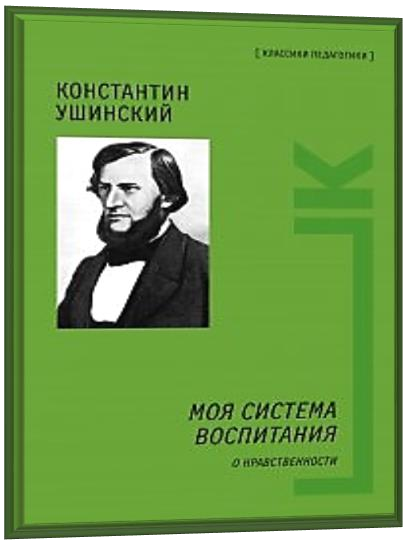 [ КЛАССИКИ ПЕДАГОГИКИ ]
КОНСТАНТИН
УШИНСКИЙ
К
МОЯ СИСТЕМА
ВОСПИТАНИЯ
О НРАВСТВЕННОСТИ